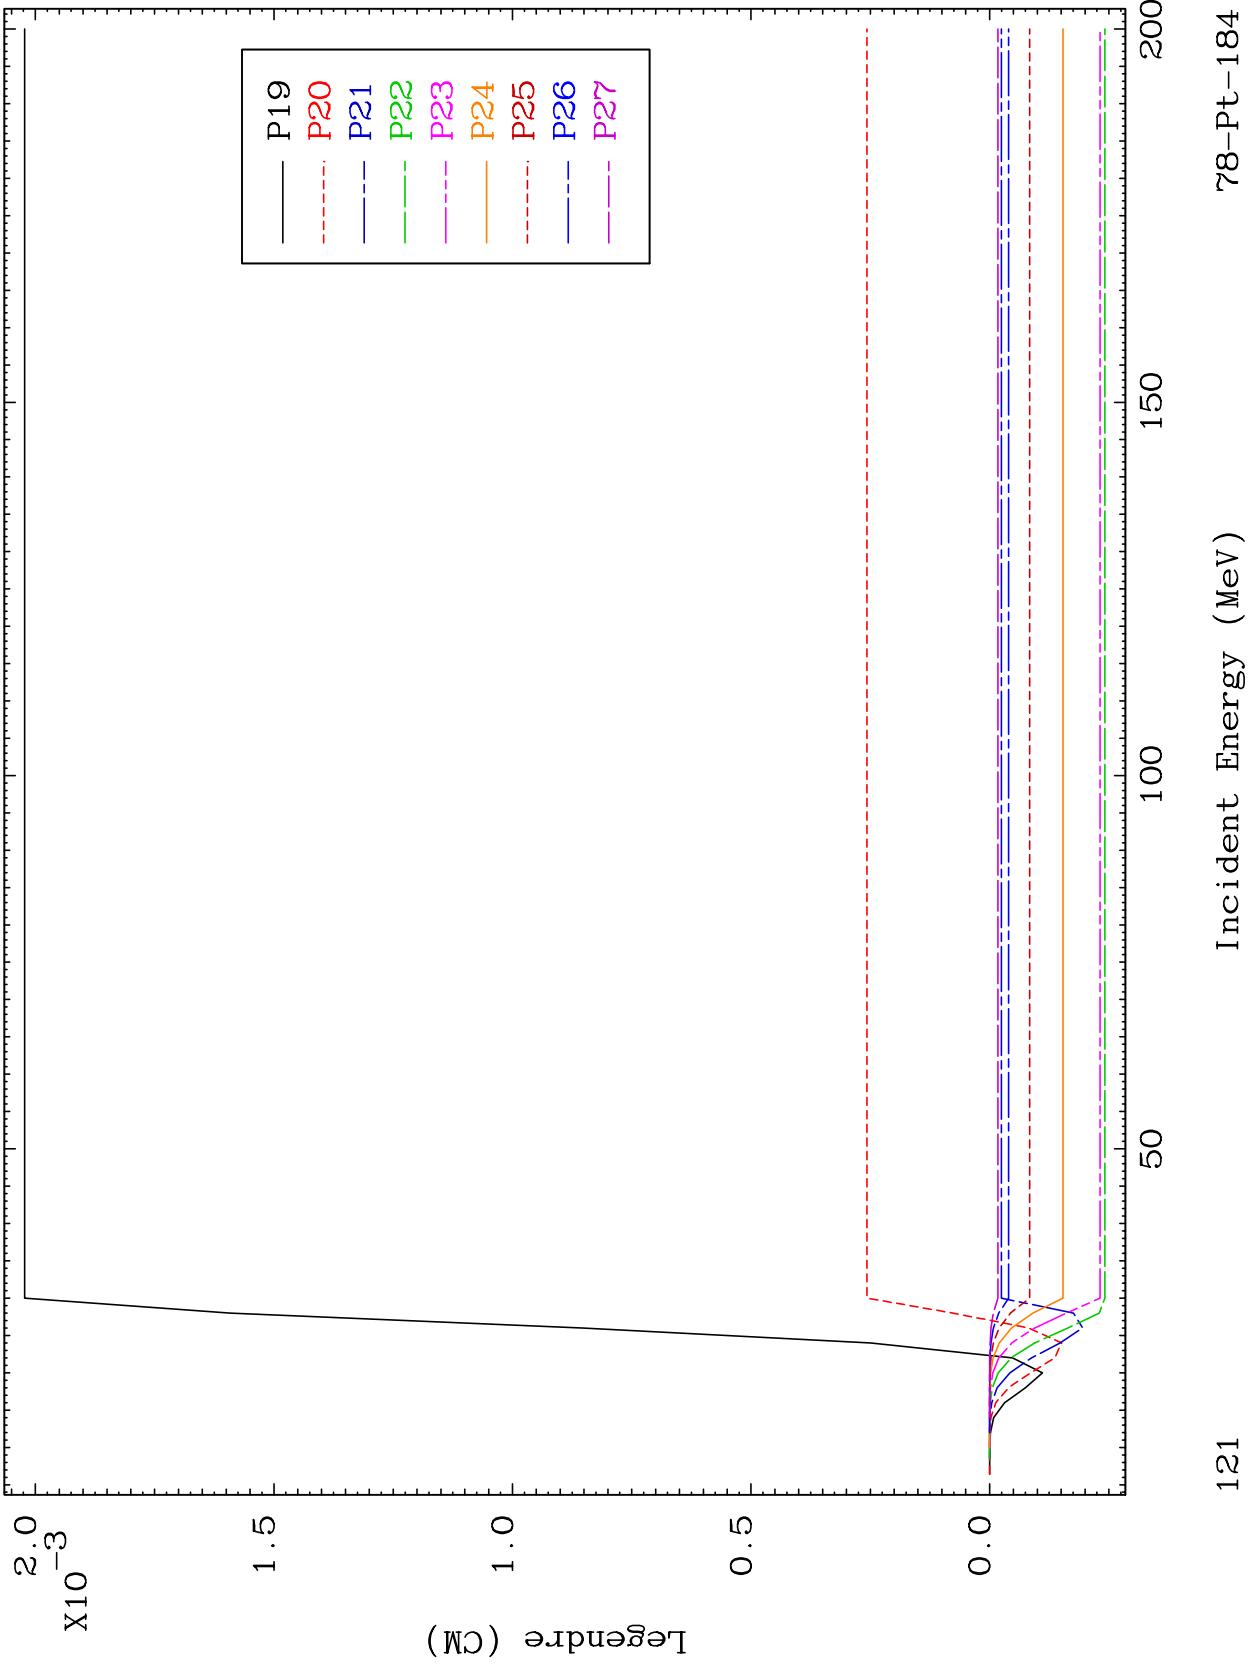 X10-3
2.0
1.5
1.0
0.5
0.0
Legendre (CM)
P19
P20
P21
P22
P23
P24
P25
P26
P27
50
100
150
200
121
Incident Energy (MeV)
78-Pt-184